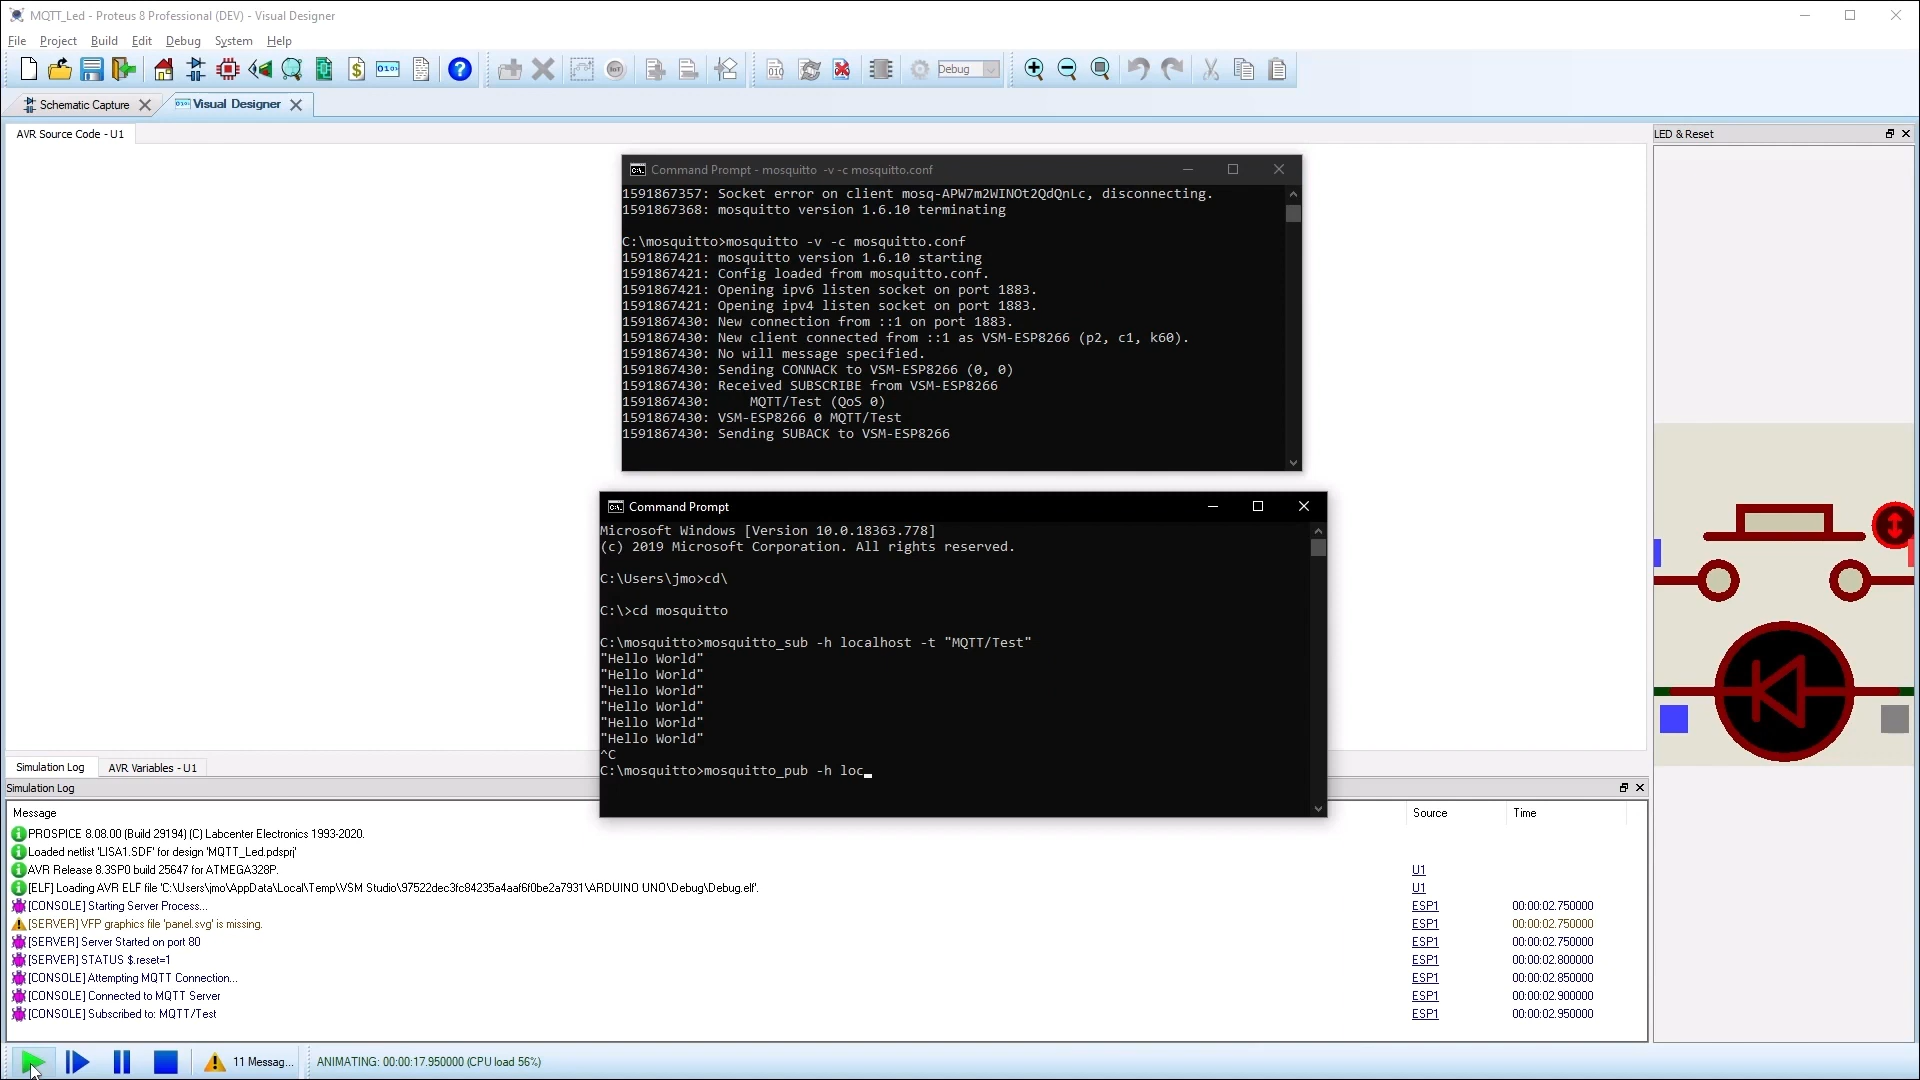 MQTT_Led - Proteus 8 Professional (DEV) - Visual Designer
File Project Build Edit Debug System Help
Debug
Schematic Capture
Visual Designer
AVR Source Code - U1
LED & Reset
Command Prompt - mosquitto -v -c mosquitto.conf
1591867357: Socket error on client mosq-APW7m2WINOt2QdQnLc, disconnecting.
1591867368: mosquitto version 1.6.10 terminating
C:\mosquitto>mosquitto -v -c mosquitto.conf
1591867421: mosquitto version 1.6.10 starting
1591867421: Config loaded from mosquitto.conf.
1591867421: Opening ipv6 listen socket on port 1883.
1591867421: Opening ipv4 listen socket on port 1883.
1591867430: New connection from ::1 on port 1883.
1591867430: New client connected from ::1 as VSM-ESP8266 (p2, c1, k60).
1591867430: No will message specified.
1591867430: Sending CONNACK to VSM-ESP8266 (0, 0)
1591867430: Received SUBSCRIBE from VSM-ESP8266
1591867430: MQTT/Test (QoS 0)
1591867430: VSM-ESP8266 0 MQTT/Test
1591867430: Sending SUBACK to VSM-ESP8266
Command Prompt
Microsoft Windows [Version 10.0.18363.778]
(c) 2019 Microsoft Corporation. All rights reserved.
C:\Users\jmo>cd\
C:\>cd mosquitto
C:\mosquitto>mosquitto_sub -h localhost -t "MQTT/Test"
"Hello World"
"Hello World"
"Hello World"
"Hello World"
"Hello World"
"Hello World"
^C
C:\mosquitto>mosquitto_pub -h loc
Simulation Log
AVR Variables - U1
Simulation Log
Message Source Time
PROSPICE 8.08.00 (Build 29194) (C) Labcenter Electronics 1993-2020.
Loaded netlist 'LISA1.SDF' for design 'MQTT_Led.pdsprj'
AVR Release 8.3SP0 build 25647 for ATMEGA328P. U1
[ELF] Loading AVR ELF file 'C:\Users\jmo\AppData\Local\Temp\VSM Studio\97522dec3fc84235a4aaf6f0be2a7931\ARDUINO UNO\Debug\Debug.elf'. U1
[CONSOLE] Starting Server Process... ESP1 00:00:02.750000
[SERVER] VFP graphics file 'panel.svg' is missing. ESP1 00:00:02.750000
[SERVER] Server Started on port 80 ESP1 00:00:02.750000
[SERVER] STATUS $.reset=1 ESP1 00:00:02.800000
[CONSOLE] Attempting MQTT Connection... ESP1 00:00:02.850000
[CONSOLE] Connected to MQTT Server ESP1 00:00:02.900000
[CONSOLE] Subscribed to: MQTT/Test ESP1 00:00:02.950000
11 Messag... ANIMATING: 00:00:17.950000 (CPU load 56%)